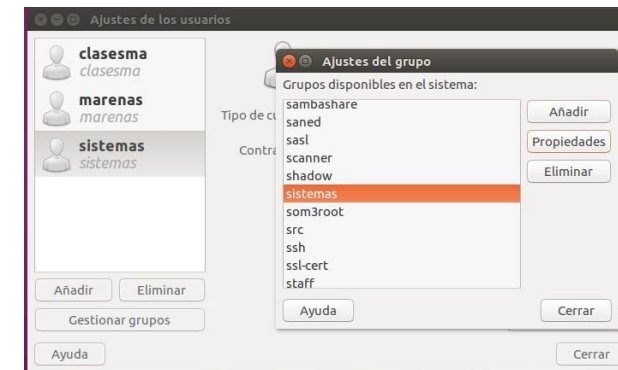 Ajustes de los usuarios
clasesma
clasesma
marenas
marenas
sistemas
sistemas
Añadir
Eliminar
Gestionar grupos
Ayuda
Tipo de cu
Contra
Ajustes del grupo
Grupos disponibles en el sistema:
sambashare
saned
sasl
scanner
shadow
sistemas
som3root
src
ssh
ssl-cert
staff
Añadir
Propiedades
Eliminar
Ayuda
Cerrar
Cerrar